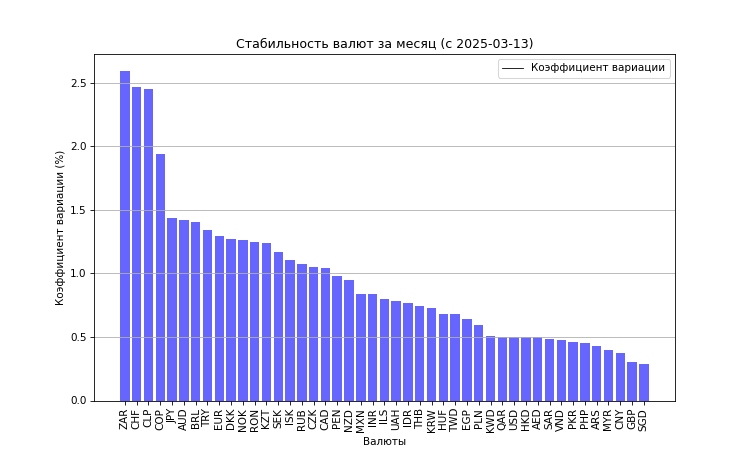 Стабильность валют за месяц (с 2025-03-13)
Коэффициент вариации
Коэффициент вариации (%)
2.5
2.0
1.5
1.0
0.5
0.0
ZAR CHF CLP COP JPY AUD BRL TRY EUR DKK NOK RON KZT SEK ISK RUB CZK CAD PEN NZD MXN INR ILS UAH IDR THB KRW HUF TWD EGP PLN KWD QAR USD HKD AED SAR VND PKR PHP ARS MYR CNY GBP SGD
Валюты